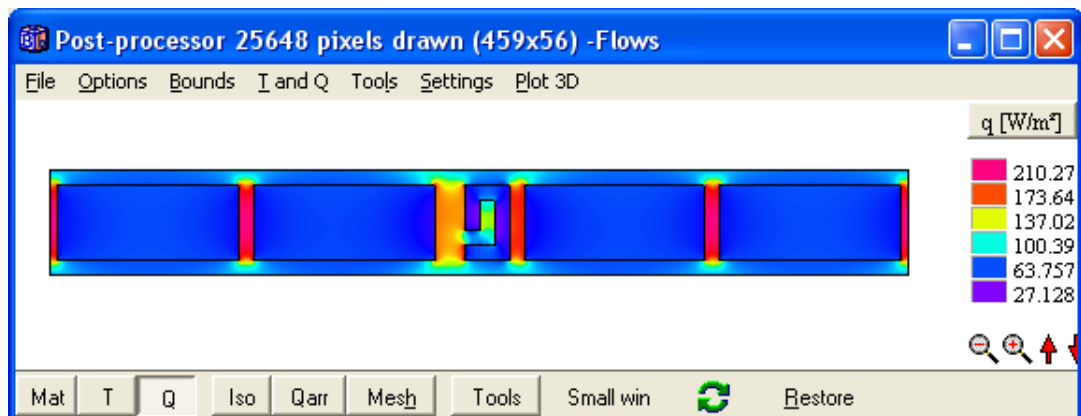 Post-processor 25648 pixels drawn (459x56) -Flows
File Options Bounds T and Q Tools Settings Plot 3D
q [W/m²]
210.27
173.64
137.02
100.39
63.757
27.128
Mat T Q Iso Qarr Mesh Tools Small win Restore